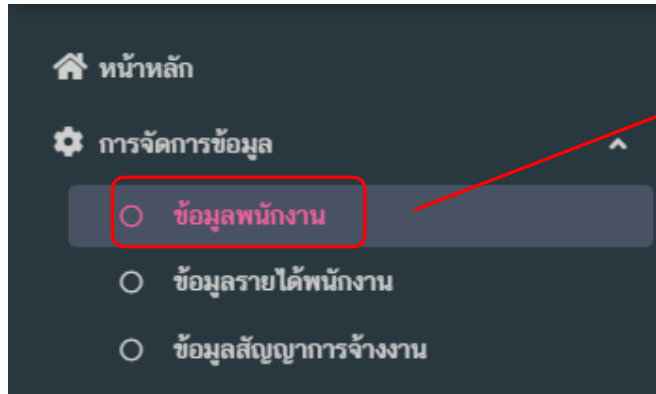 หน้าหลัก
การจัดการข้อมูล
ข้อมูลพนักงาน
ข้อมูลรายได้พนักงาน
ข้อมูลสัญญาการจ้างงาน